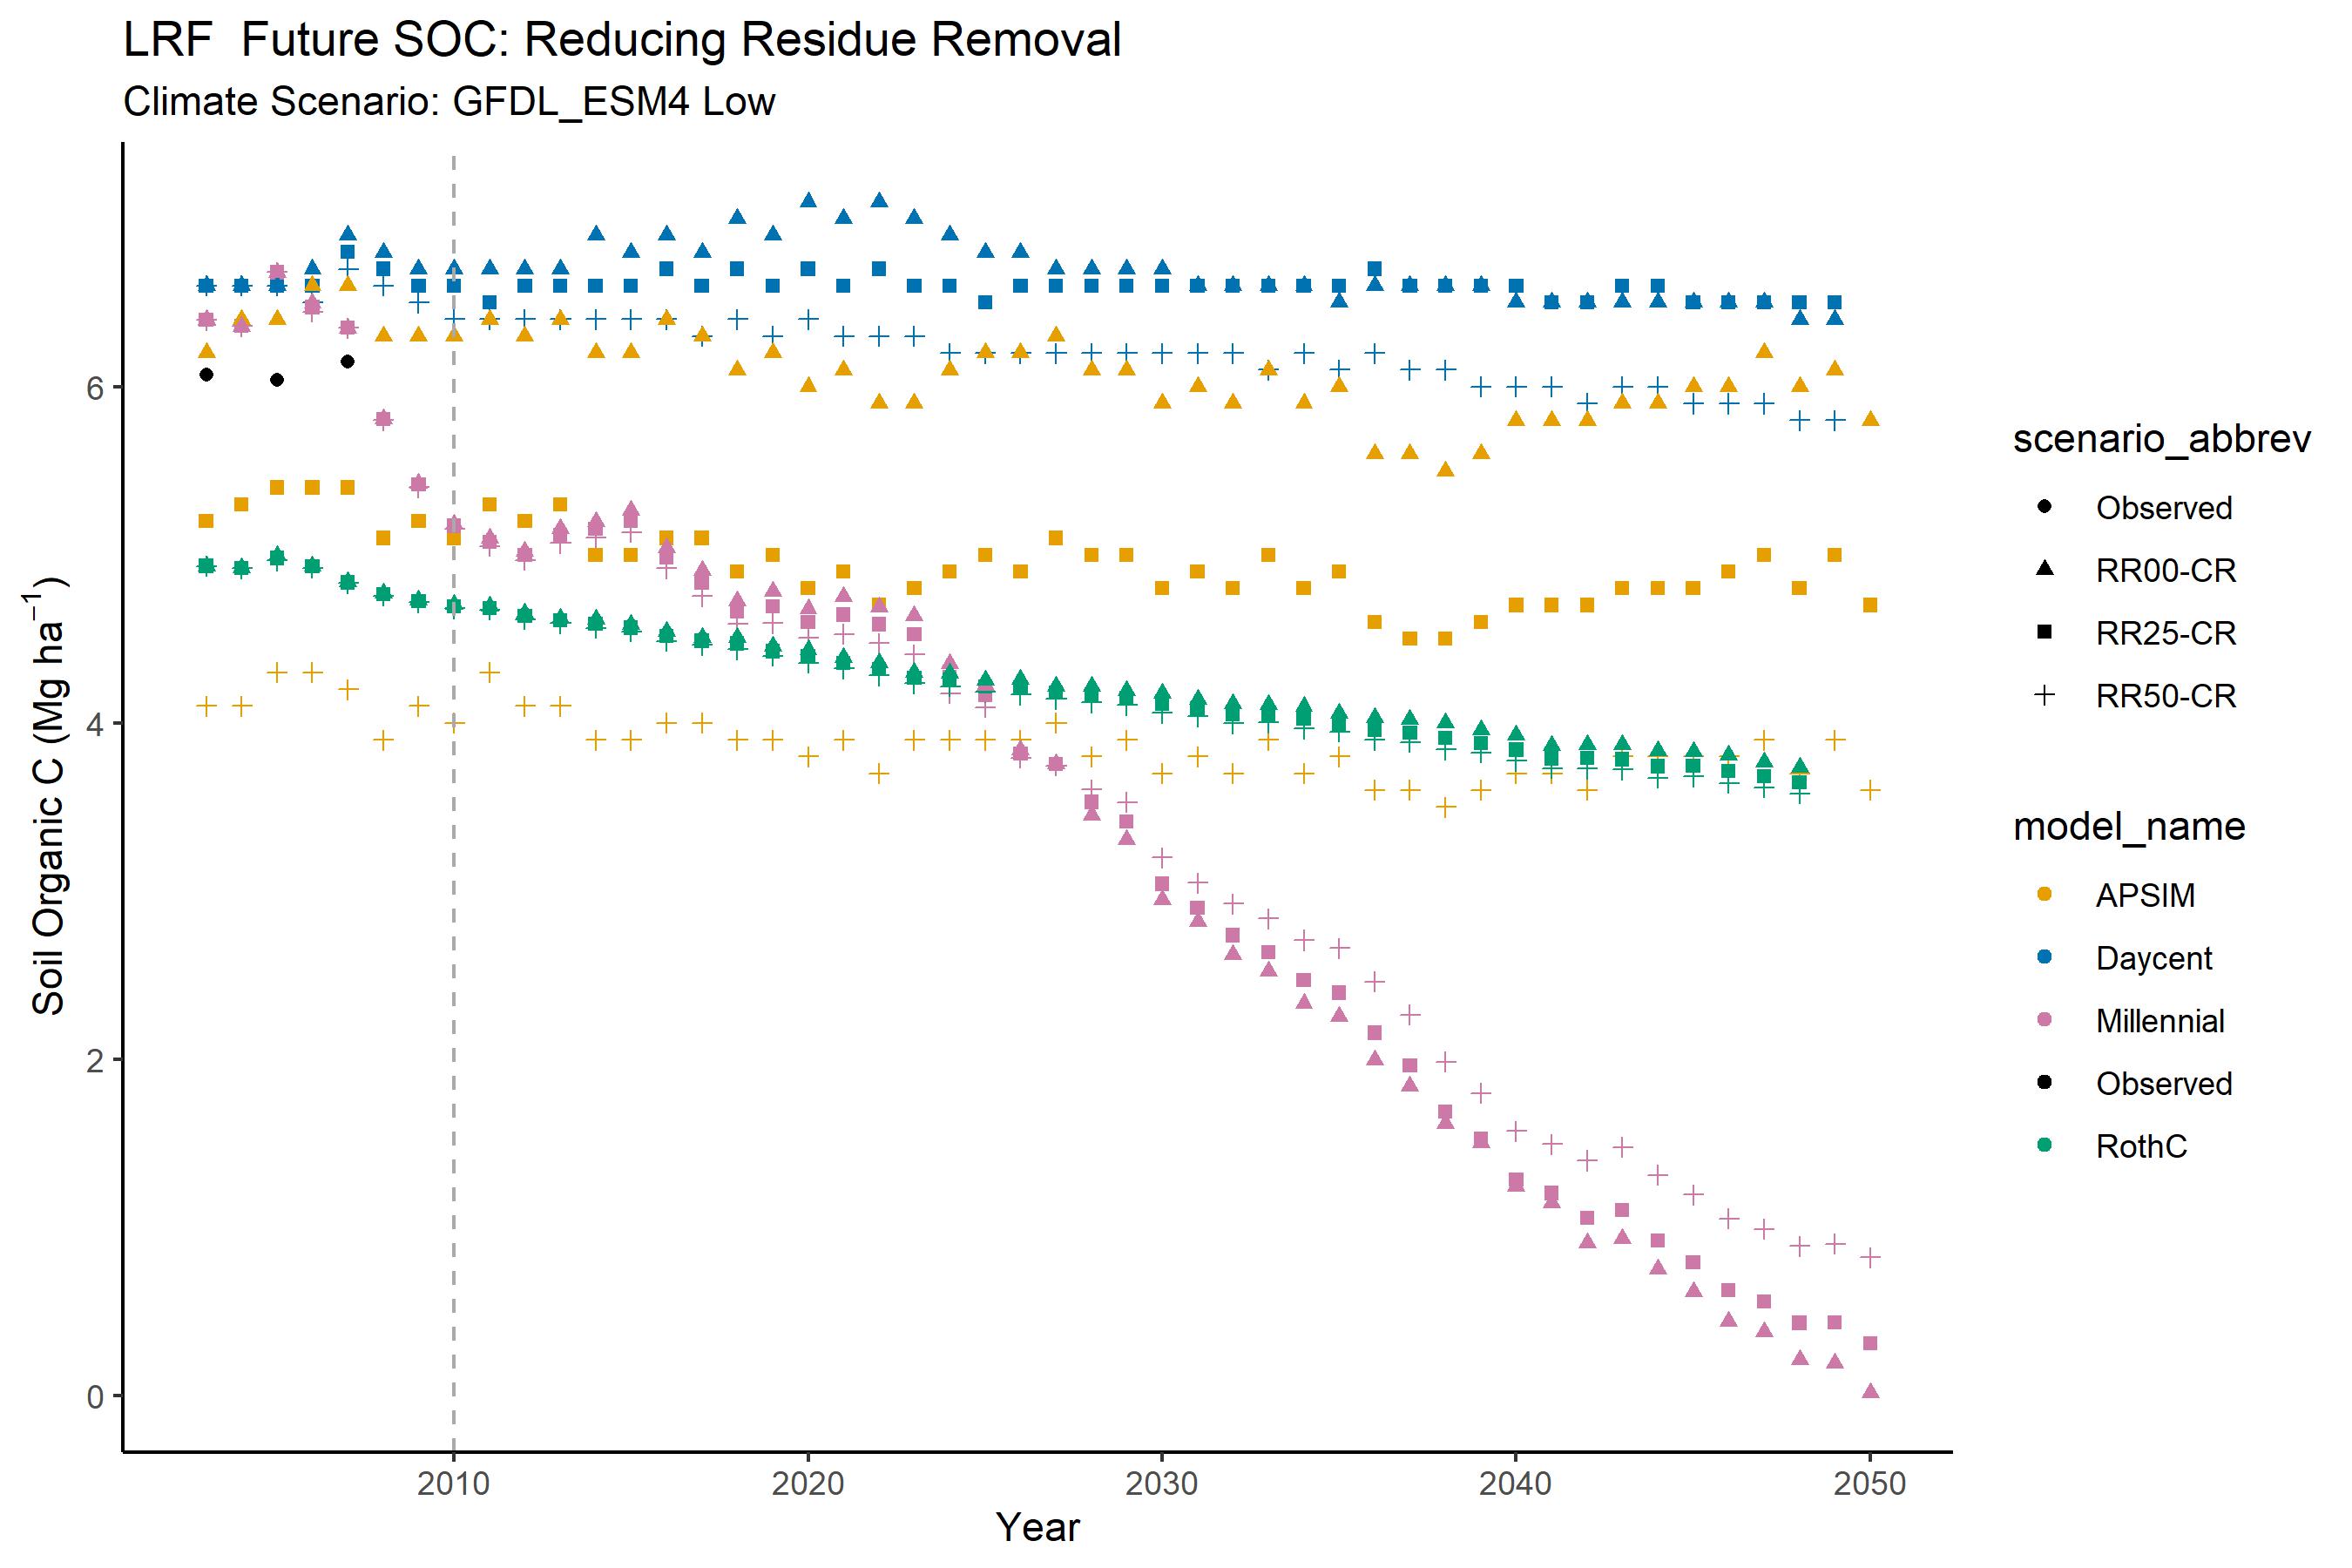 LRF  Future SOC: Reducing Residue Removal
Climate Scenario: GFDL_ESM4 Low
Soil Organic C (Mg ha⁻¹)
6
4
2
0
2010
2020
2030
2040
2050
Year
scenario_abbrev
Observed
RR00-CR
RR25-CR
RR50-CR
model_name
APSIM
Daycent
Millennial
Observed
RothC